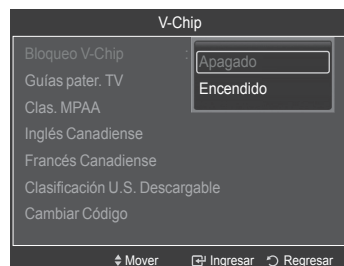 V-Chip
Bloqueo V-Chip :
Apagado
Encendido
Guías pater. TV
Clas. MPAA
Inglés Canadiense
Francés Canadiense
Clasificación U.S. Descargable
Cambiar Código
Mover Ingresar Regresar